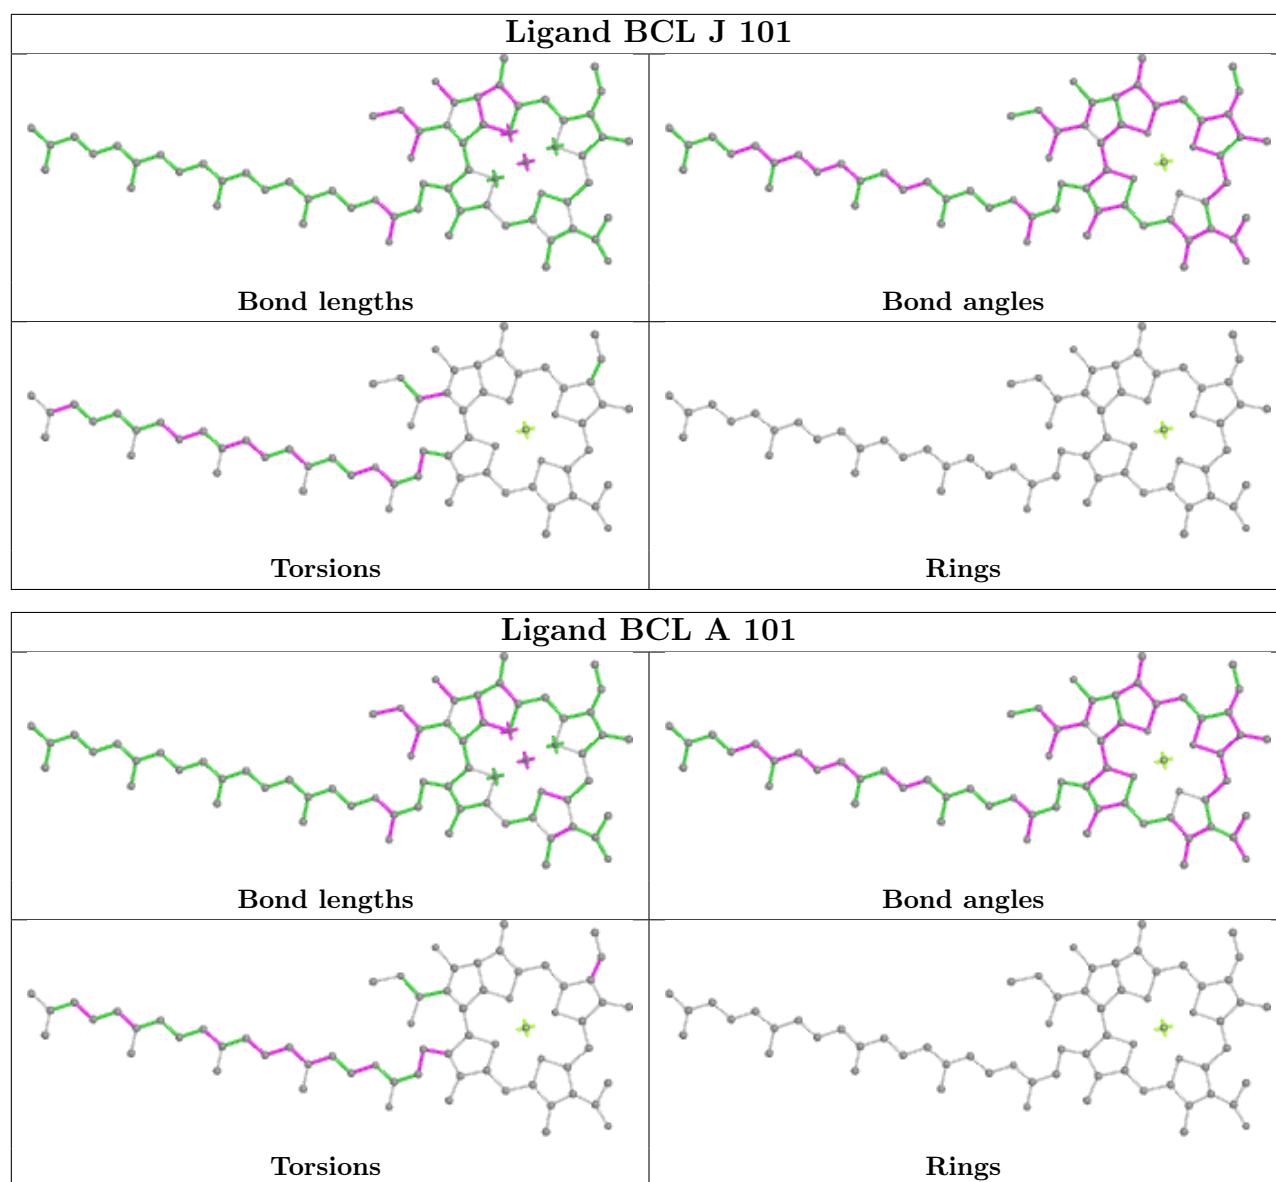 Ligand BCL J 101
Bond lengths
Bond angles
Torsions
Rings
Ligand BCL A 101
Bond lengths
Bond angles
Torsions
Rings